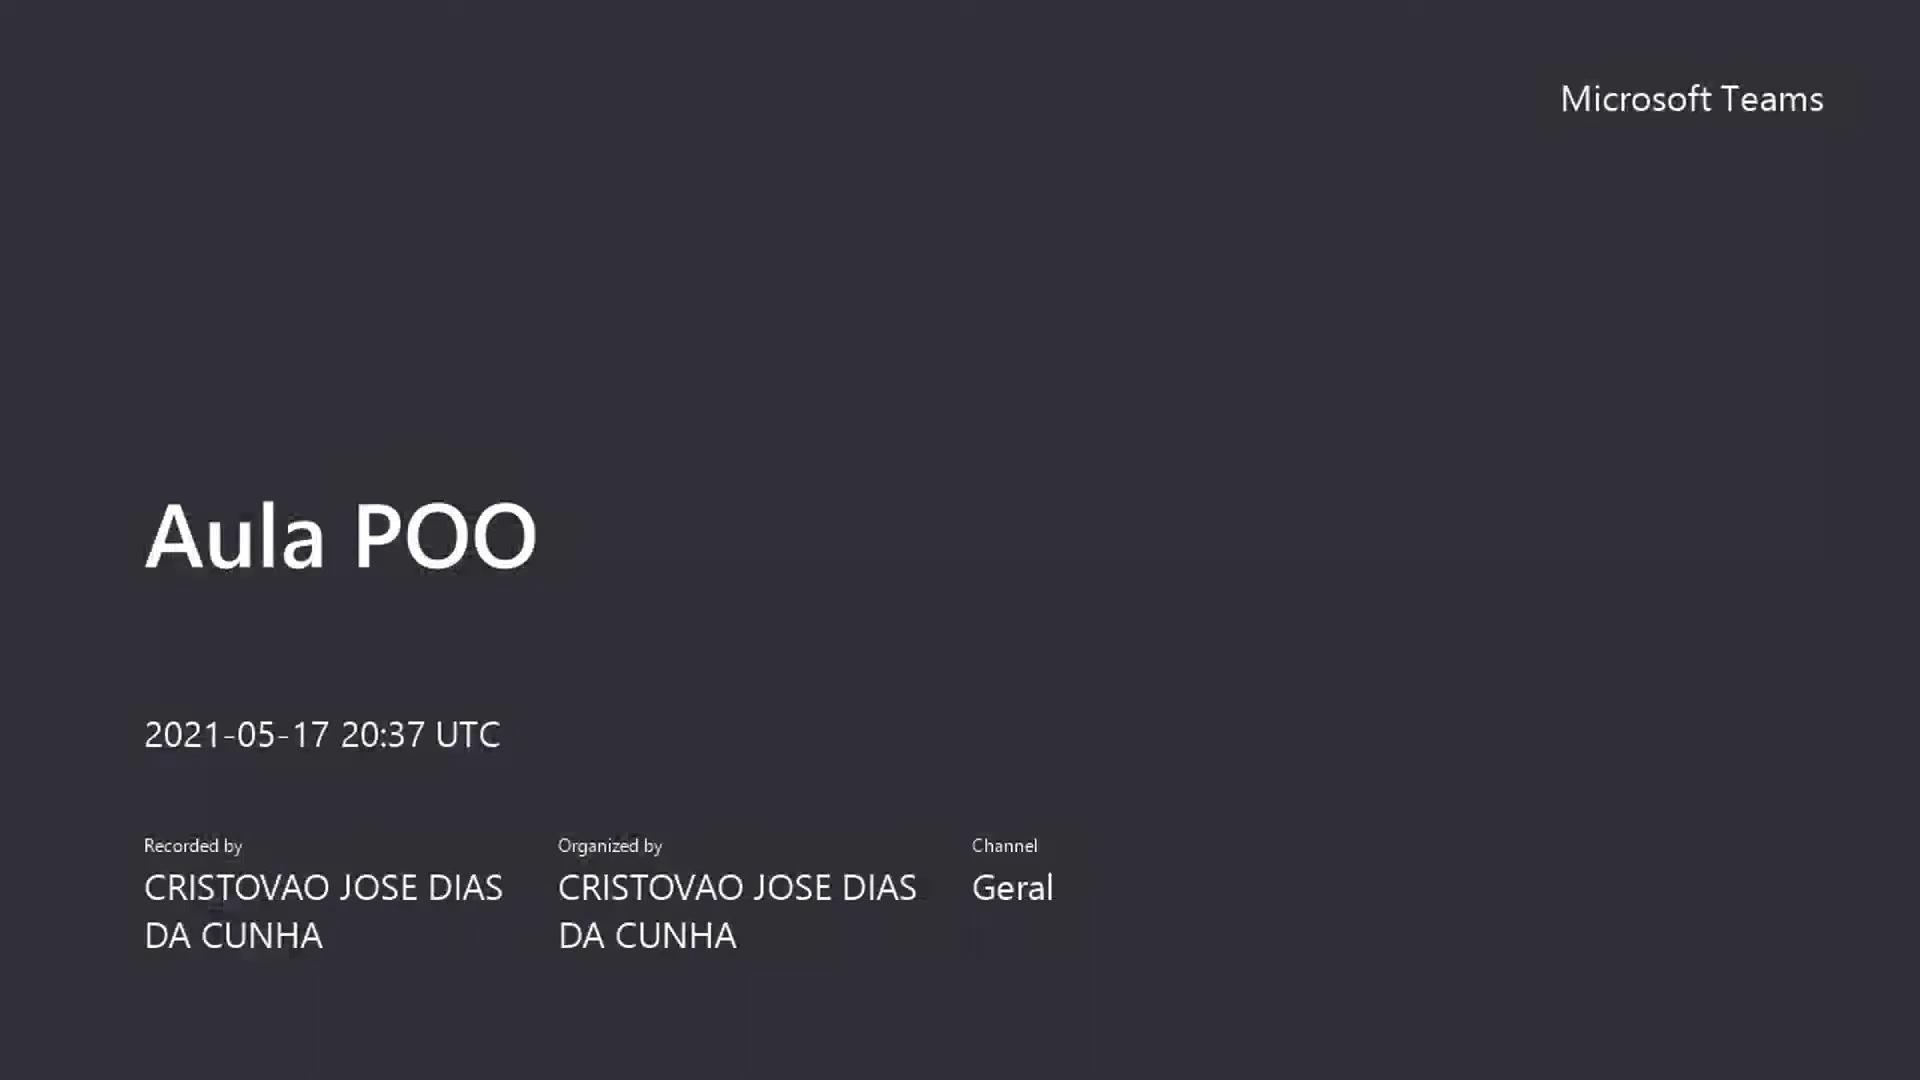 Microsoft Teams
Aula POO
2021-05-17 20:37 UTC
Recorded by
CRISTOVAO JOSE DIAS
DA CUNHA
Organized by
CRISTOVAO JOSE DIAS
DA CUNHA
Channel
Geral